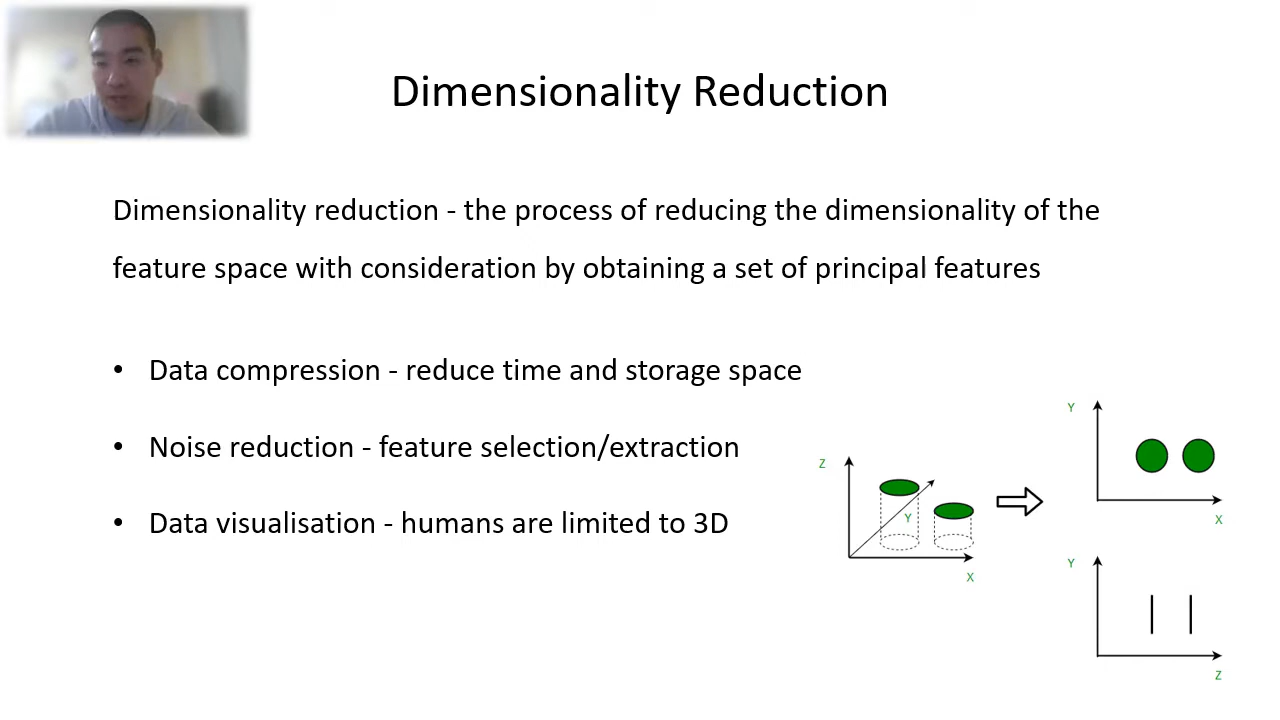 Dimensionality Reduction
Dimensionality reduction - the process of reducing the dimensionality of the
feature space with consideration by obtaining a set of principal features
• Data compression - reduce time and storage space
• Noise reduction - feature selection/extraction
• Data visualisation - humans are limited to 3D
Z
Y
X
Y
X
Y
Z